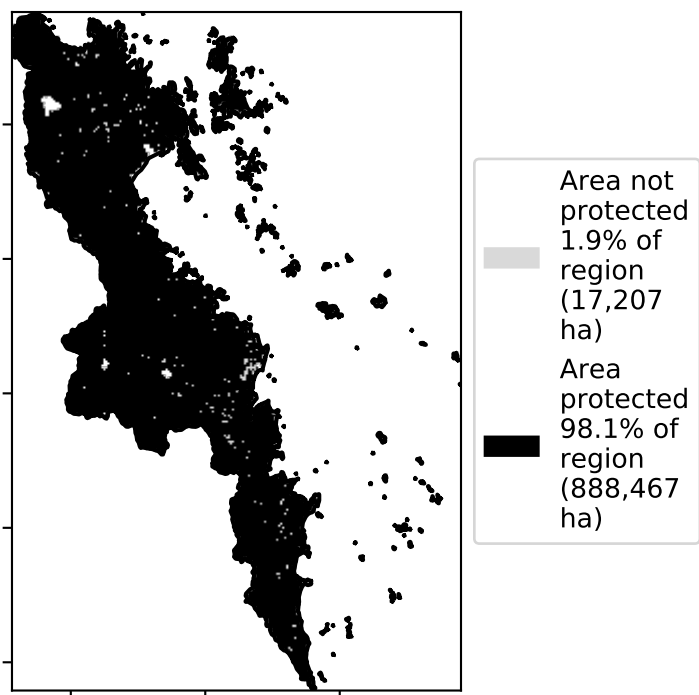 Area not
protected
1.9% of
region
(17,207
ha)
Area
protected
98.1% of
region
(888,467
ha)